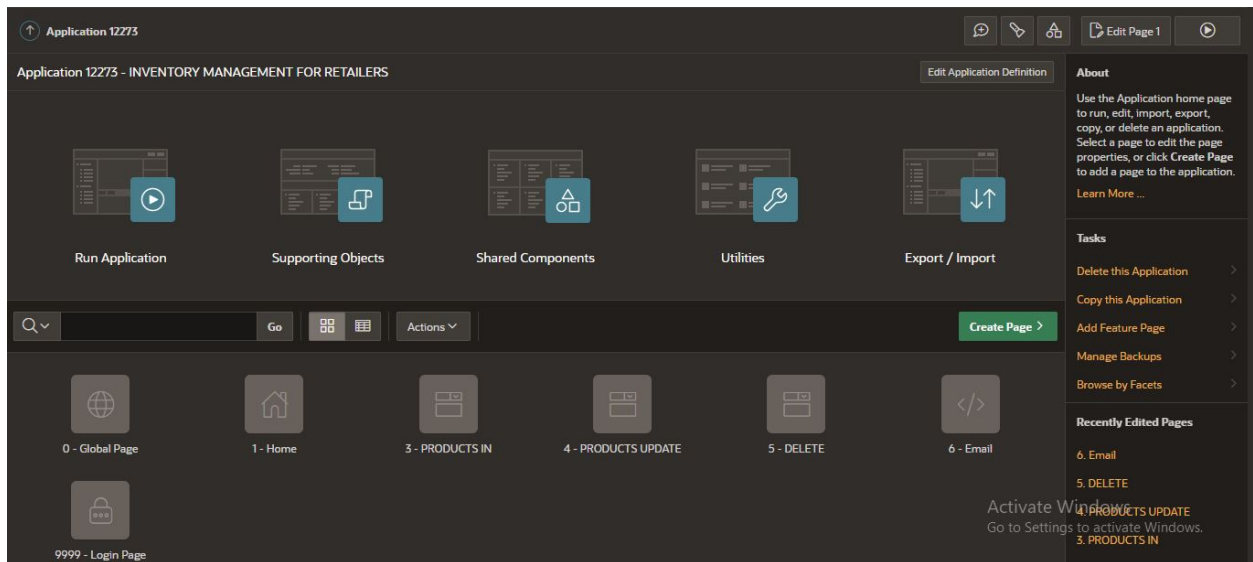 Application 12273
Edit Page 1
Application 12273 - INVENTORY MANAGEMENT FOR RETAILERS
Edit Application Definition
Run Application
Supporting Objects
Shared Components
Utilities
Export / Import
Go
Actions
Create Page
0 - Global Page
1 - Home
3 - PRODUCTS IN
4 - PRODUCTS UPDATE
5 - DELETE
6 - Email
9999 - Login Page
About
Use the Application home page
to run, edit, import, export,
copy, or delete an application.
Select a page to edit the page
properties, or click Create Page
to add a page to the application.
Learn More ...
Tasks
Delete this Application
Copy this Application
Add Feature Page
Manage Backups
Browse by Facets
Recently Edited Pages
6. Email
5. DELETE
4. PRODUCTS UPDATE
3. PRODUCTS IN
Activate Windows
Go to Settings to activate Windows.